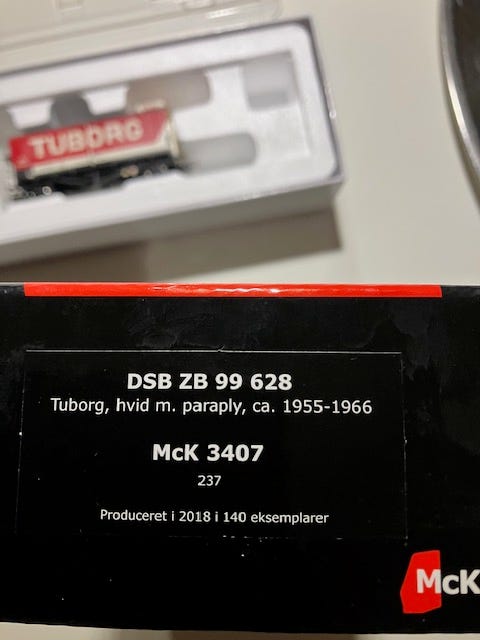 TUBORG
DSB ZB 99 628
Tuborg, hvid m. paraply, ca. 1955-1966
McK 3407
237
Produceret i 2018 i 140 eksemplarer
McK